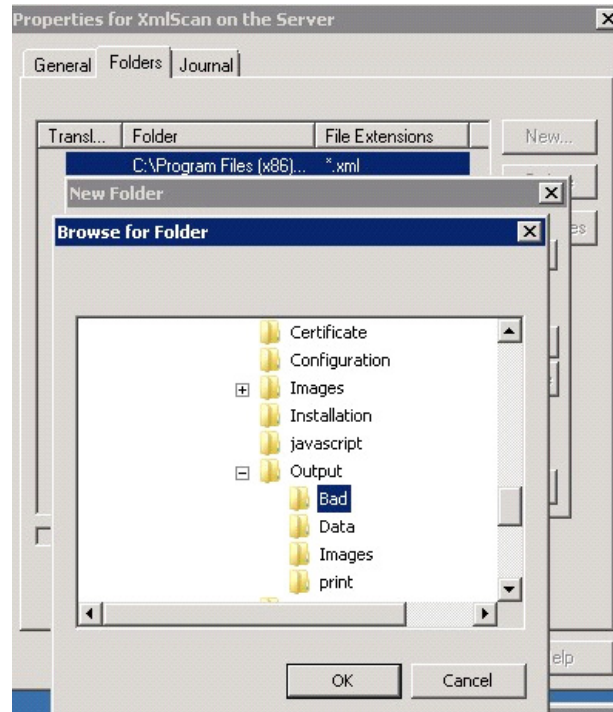 Properties for XmlScan on the Server
General Folders Journal
Transl... Folder File Extensions New...
C:\Program Files (x86)... *.xml
New Folder
Browse for Folder
Certificate
Configuration
Images
Installation
javascript
Output
Bad
Data
Images
print
OK Cancel